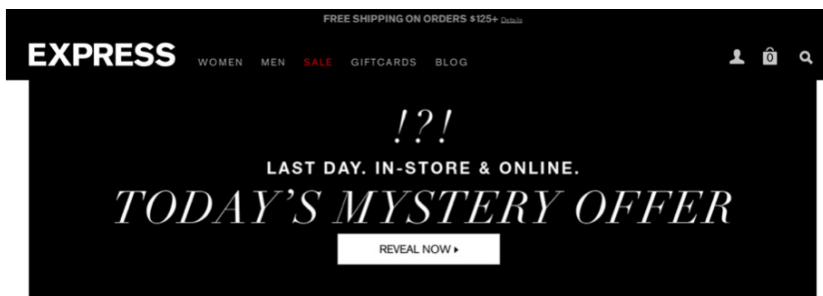 FREE SHIPPING ON ORDERS $125+ Details
EXPRESS WOMEN MEN SALE GIFTCARDS BLOG 0
!?!
LAST DAY. IN-STORE & ONLINE.
TODAY'S MYSTERY OFFER
REVEAL NOW